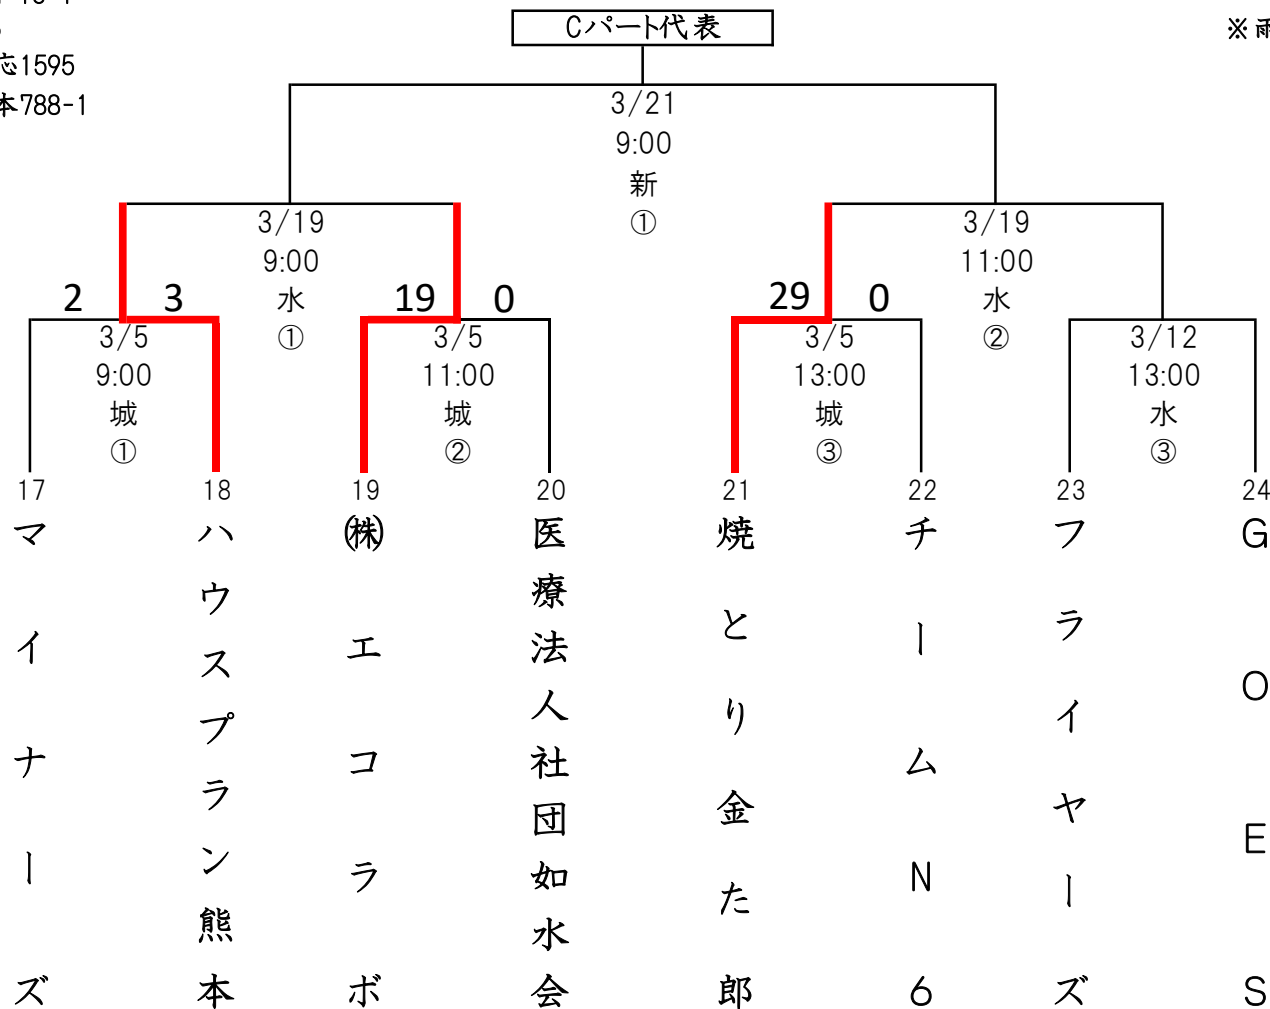 Cパート代表
※雨
応1595
本788-1
3/21
9:00
新
①
3/19
9:00
水
①
3/19
11:00
水
②
2 3
19 0
29 0
3/5
9:00
城
①
3/5
11:00
城
②
3/5
13:00
城
③
3/12
13:00
水
③
17 18 19 20 21 22 23 24
マイナーズ
ハウスプラン熊本
㈱エコラボ
医療法人社団如水会
焼とり金た郎
チームN6
フライヤーズ
GOES